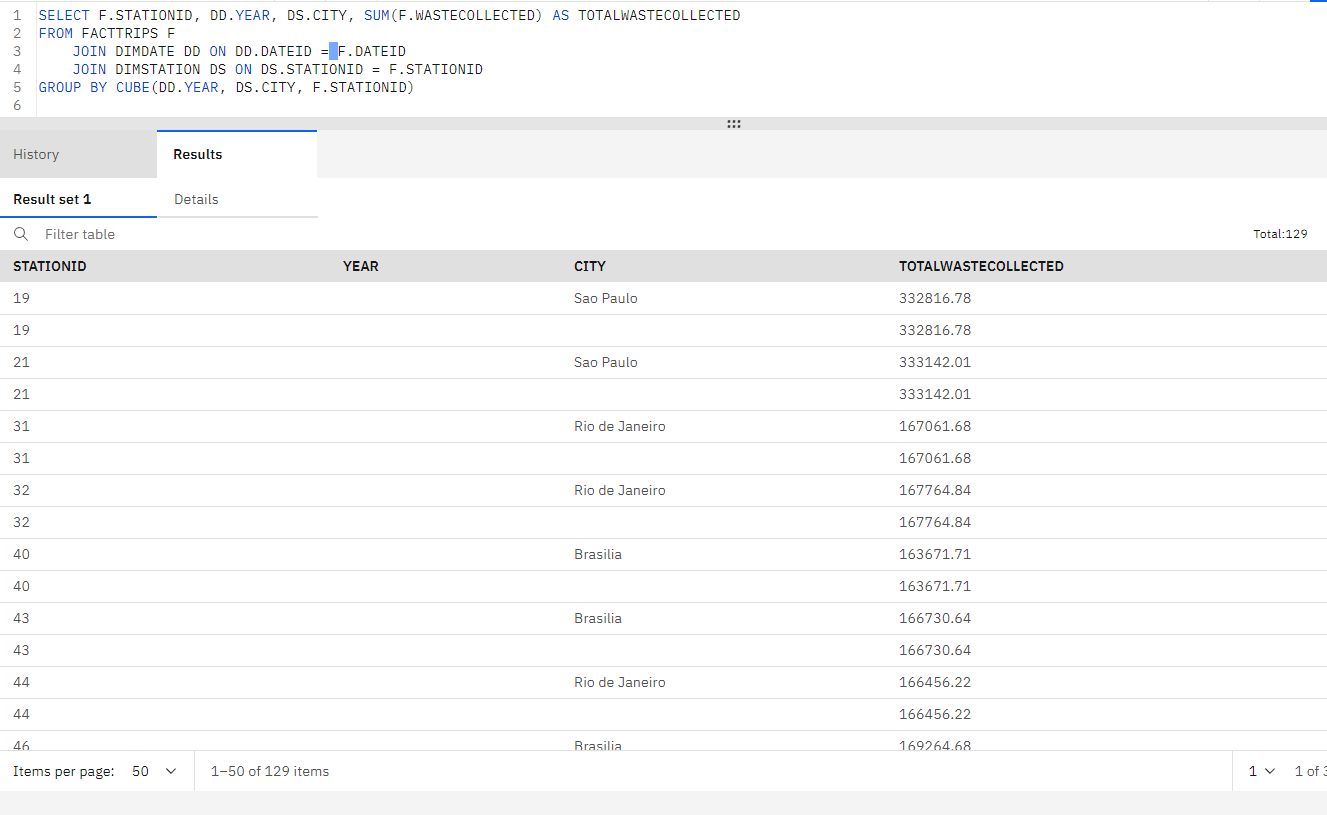 1 SELECT F.STATIONID, DD.YEAR, DS.CITY, SUM(F.WASTECOLLECTED) AS TOTALWASTECOLLECTED
2 FROM FACTTRIPS F
3 JOIN DIMDATE DD ON DD.DATEID = F.DATEID
4 JOIN DIMSTATION DS ON DS.STATIONID = F.STATIONID
5 GROUP BY CUBE(DD.YEAR, DS.CITY, F.STATIONID)
6
History Results
Result set 1 Details
Filter table Total:129
STATIONID YEAR CITY TOTALWASTECOLLECTED
19 Sao Paulo 332816.78
19 332816.78
21 Sao Paulo 333142.01
21 333142.01
31 Rio de Janeiro 167061.68
31 167061.68
32 Rio de Janeiro 167764.84
32 167764.84
40 Brasilia 163671.71
40 163671.71
43 Brasilia 166730.64
43 166730.64
44 Rio de Janeiro 166456.22
44 166456.22
46 Brasilia 169264.68
Items per page: 50 1–50 of 129 items 1 1 of